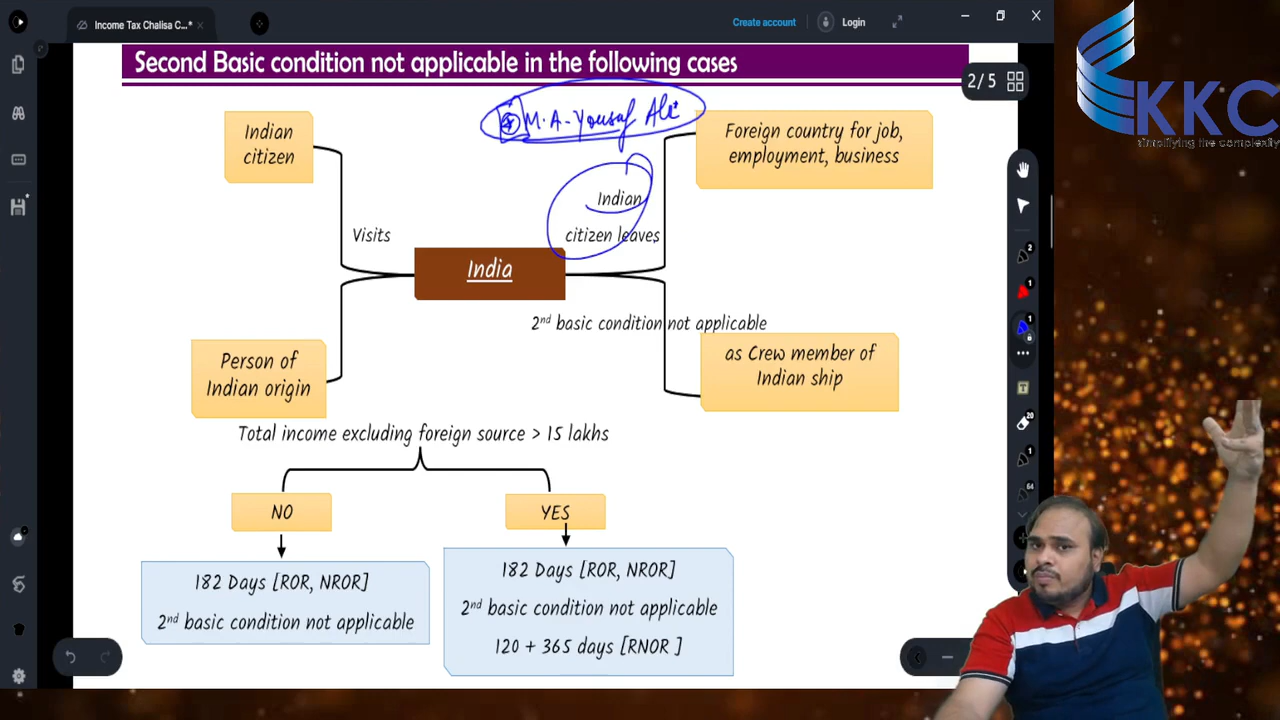 Income Tax Chalisa C...*
Create account
Login
Second Basic condition not applicable in the following cases
2/5
KKC
simplifying the complexity
M.A. Yousaf Ali
Indian
citizen
Foreign country for job,
employment, business
Indian
citizen leaves
Visits
India
2nd basic condition not applicable
Person of
Indian origin
as Crew member of
Indian ship
Total income excluding foreign source > 15 lakhs
NO
YES
182 Days [ROR, NROR]
2nd basic condition not applicable
182 Days [ROR, NROR]
2nd basic condition not applicable
120 + 365 days [RNOR ]